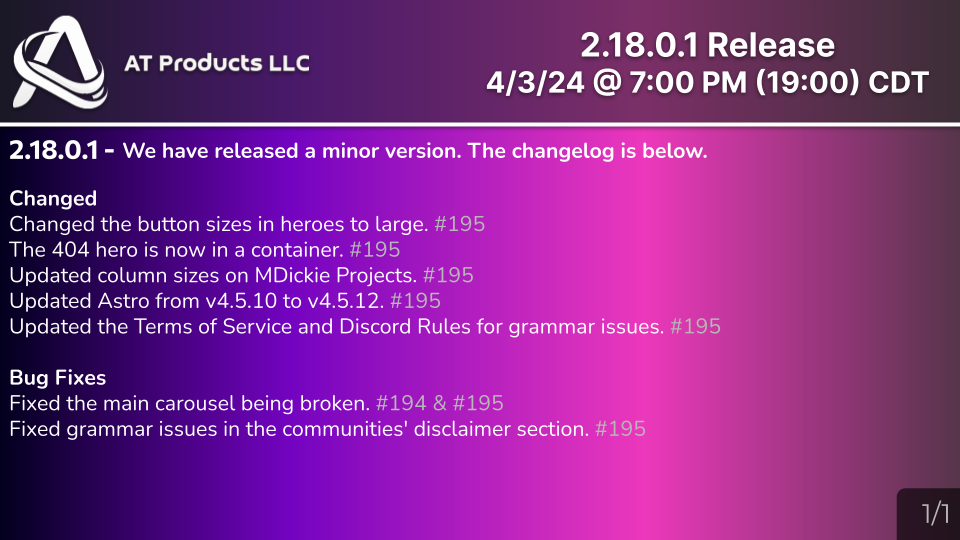 AT Products LLC
2.18.0.1 Release
4/3/24 @ 7:00 PM (19:00) CDT
2.18.0.1 - We have released a minor version. The changelog is below.
Changed
Changed the button sizes in heroes to large. #195
The 404 hero is now in a container. #195
Updated column sizes on MDickie Projects. #195
Updated Astro from v4.5.10 to v4.5.12. #195
Updated the Terms of Service and Discord Rules for grammar issues. #195
Bug Fixes
Fixed the main carousel being broken. #194 & #195
Fixed grammar issues in the communities' disclaimer section. #195
1/1